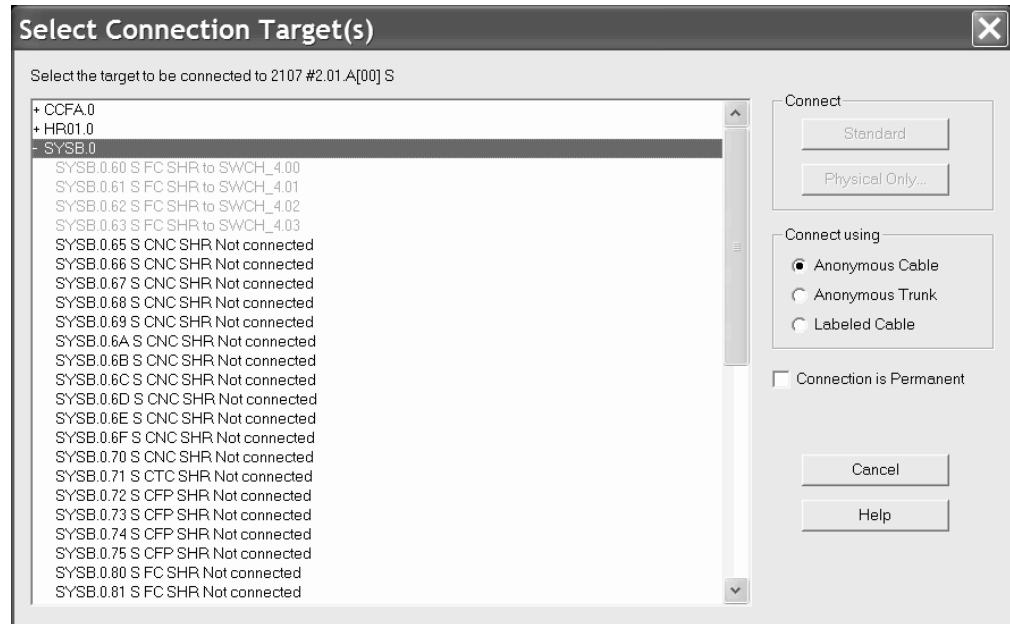 Select Connection Target(s)
Select the target to be connected to 2107 #2.01.A[00] S
+ CCFA.0
+ HR01.0
- SYSB.0
SYSB.0.60 S FC SHR to SWCH_4.00
SYSB.0.61 S FC SHR to SWCH_4.01
SYSB.0.62 S FC SHR to SWCH_4.02
SYSB.0.63 S FC SHR to SWCH_4.03
SYSB.0.65 S CNC SHR Not connected
SYSB.0.66 S CNC SHR Not connected
SYSB.0.67 S CNC SHR Not connected
SYSB.0.68 S CNC SHR Not connected
SYSB.0.69 S CNC SHR Not connected
SYSB.0.6A S CNC SHR Not connected
SYSB.0.6B S CNC SHR Not connected
SYSB.0.6C S CNC SHR Not connected
SYSB.0.6D S CNC SHR Not connected
SYSB.0.6E S CNC SHR Not connected
SYSB.0.6F S CNC SHR Not connected
SYSB.0.70 S CNC SHR Not connected
SYSB.0.71 S CTC SHR Not connected
SYSB.0.72 S CFP SHR Not connected
SYSB.0.73 S CFP SHR Not connected
SYSB.0.74 S CFP SHR Not connected
SYSB.0.75 S CFP SHR Not connected
SYSB.0.80 S FC SHR Not connected
SYSB.0.81 S FC SHR Not connected
Connect
Standard
Physical Only...
Connect using
Anonymous Cable
Anonymous Trunk
Labeled Cable
Connection is Permanent
Cancel
Help